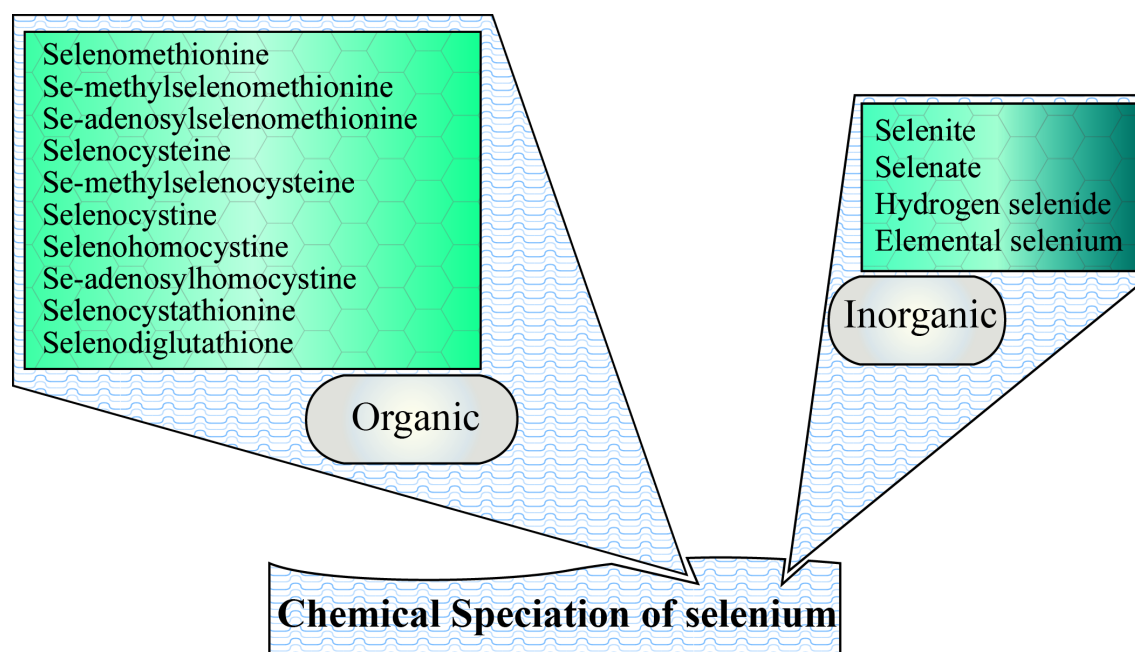 Selenomethionine
Se-methylselenomethionine
Se-adenosylselenomethionine
Selenocysteine
Se-methylselenocysteine
Selenocystine
Selenohomocystine
Se-adenosylhomocystine
Selenocystathionine
Selenodiglutathione
Organic
Selenite
Selenate
Hydrogen selenide
Elemental selenium
Inorganic
Chemical Speciation of selenium